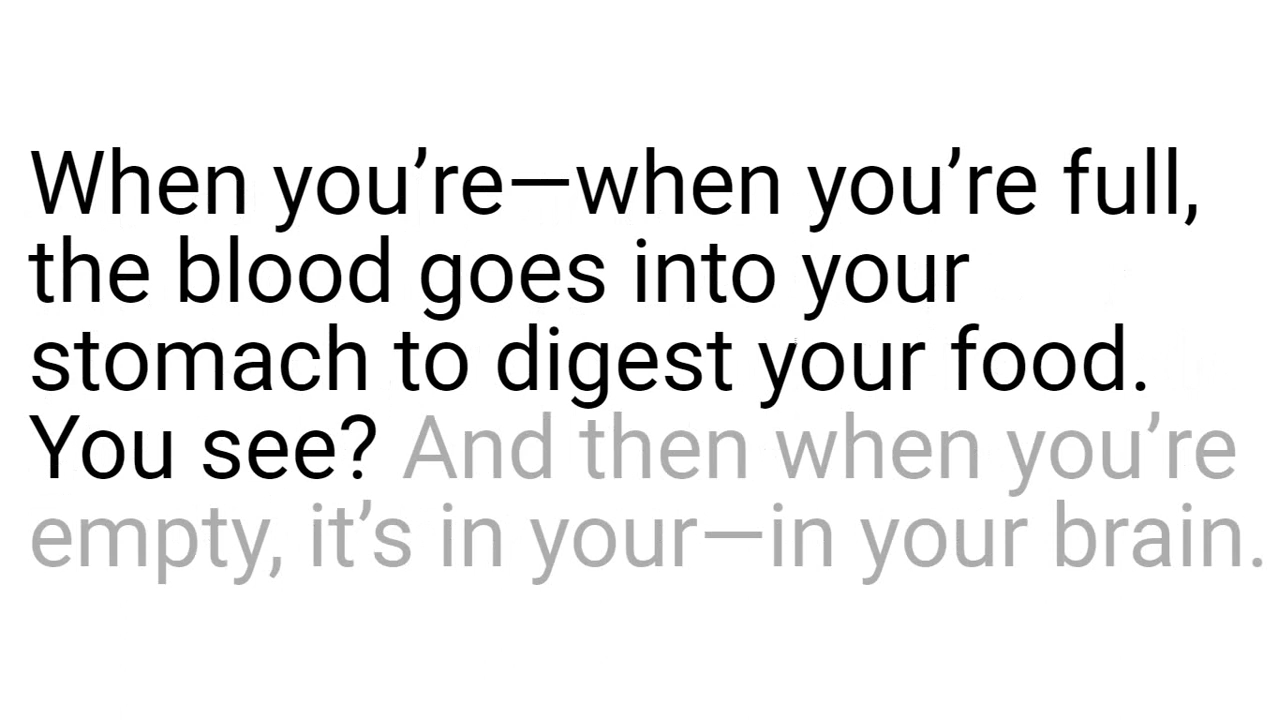 When you’re—when you’re full,
the blood goes into your
stomach to digest your food.
You see? And then when you’re
empty, it’s in your—in your brain.